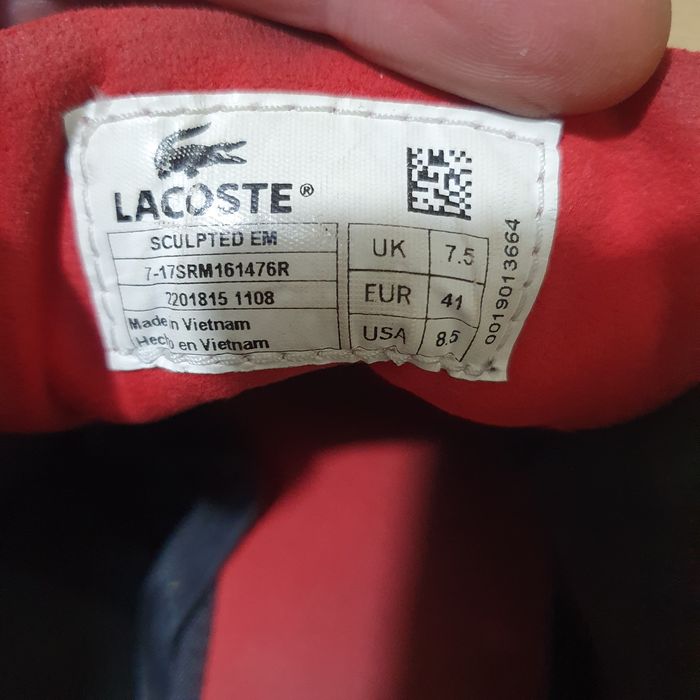 LACOSTE®
SCULPTED EM
7-17SRM161476R
2201815 1108
Made in Vietnam
Hecho en Vietnam
UK 7.5
EUR 41
USA 8.5
0019013664